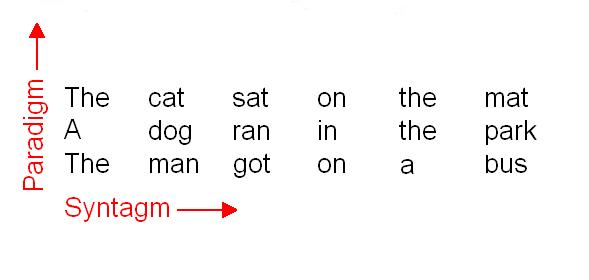 Paradigm
The cat sat on the mat
A dog ran in the park
The man got on a bus
Syntagm